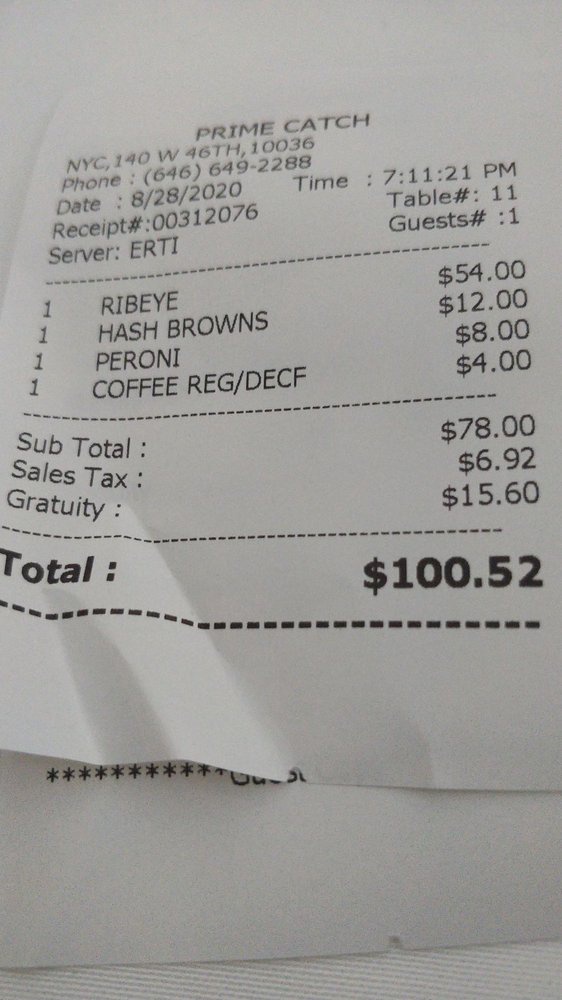 PRIME CATCH
NYC,140 W 46TH,10036
Phone : (646) 649-2288
Date : 8/28/2020 Time : 7:11:21 PM
Receipt#:00312076 Table#: 11
Server: ERTI Guests# :1
1 RIBEYE $54.00
1 HASH BROWNS $12.00
1 PERONI $8.00
1 COFFEE REG/DECF $4.00
Sub Total : $78.00
Sales Tax : $6.92
Gratuity : $15.60
Total : $100.52
***********